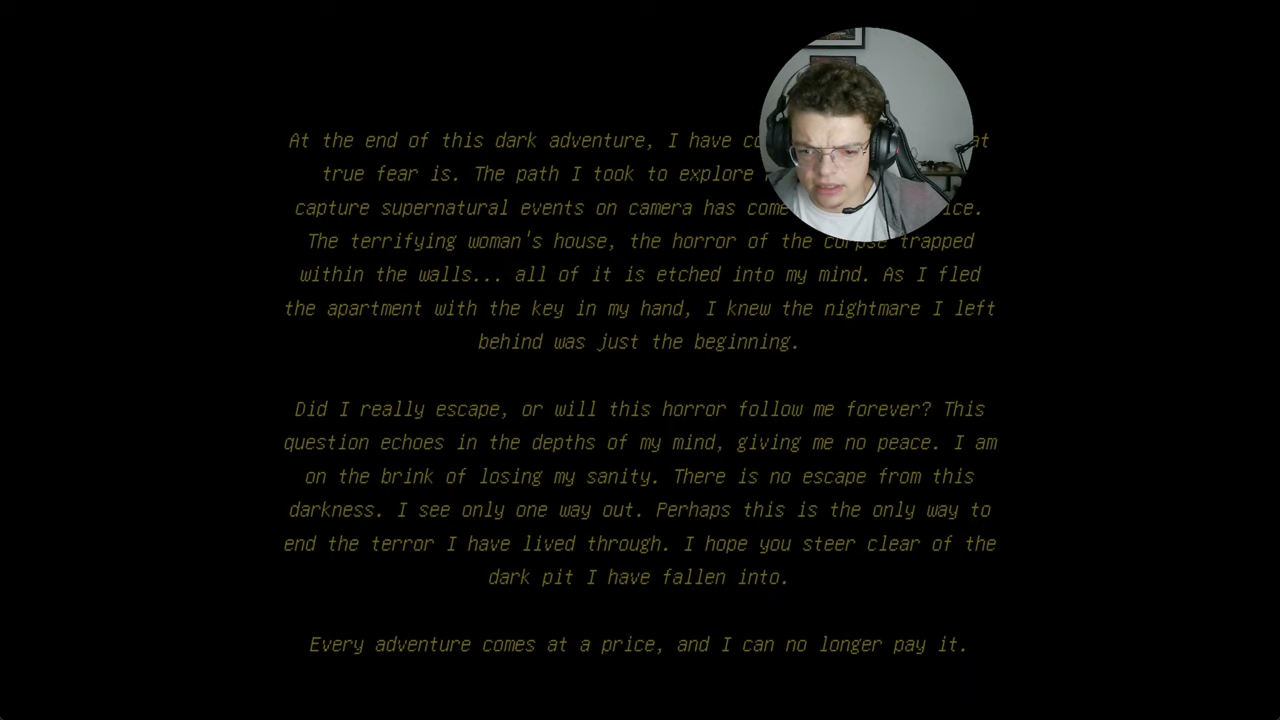 At the end of this dark adventure, I have at
true fear is. The path I took to explore
capture supernatural events on camera has come
The terrifying woman's house, the horror of the corpse trapped
within the walls... all of it is etched into my mind. As I fled
the apartment with the key in my hand, I knew the nightmare I left
behind was just the beginning.
Did I really escape, or will this horror follow me forever? This
question echoes in the depths of my mind, giving me no peace. I am
on the brink of losing my sanity. There is no escape from this
darkness. I see only one way out. Perhaps this is the only way to
end the terror I have lived through. I hope you steer clear of the
dark pit I have fallen into.
Every adventure comes at a price, and I can no longer pay it.